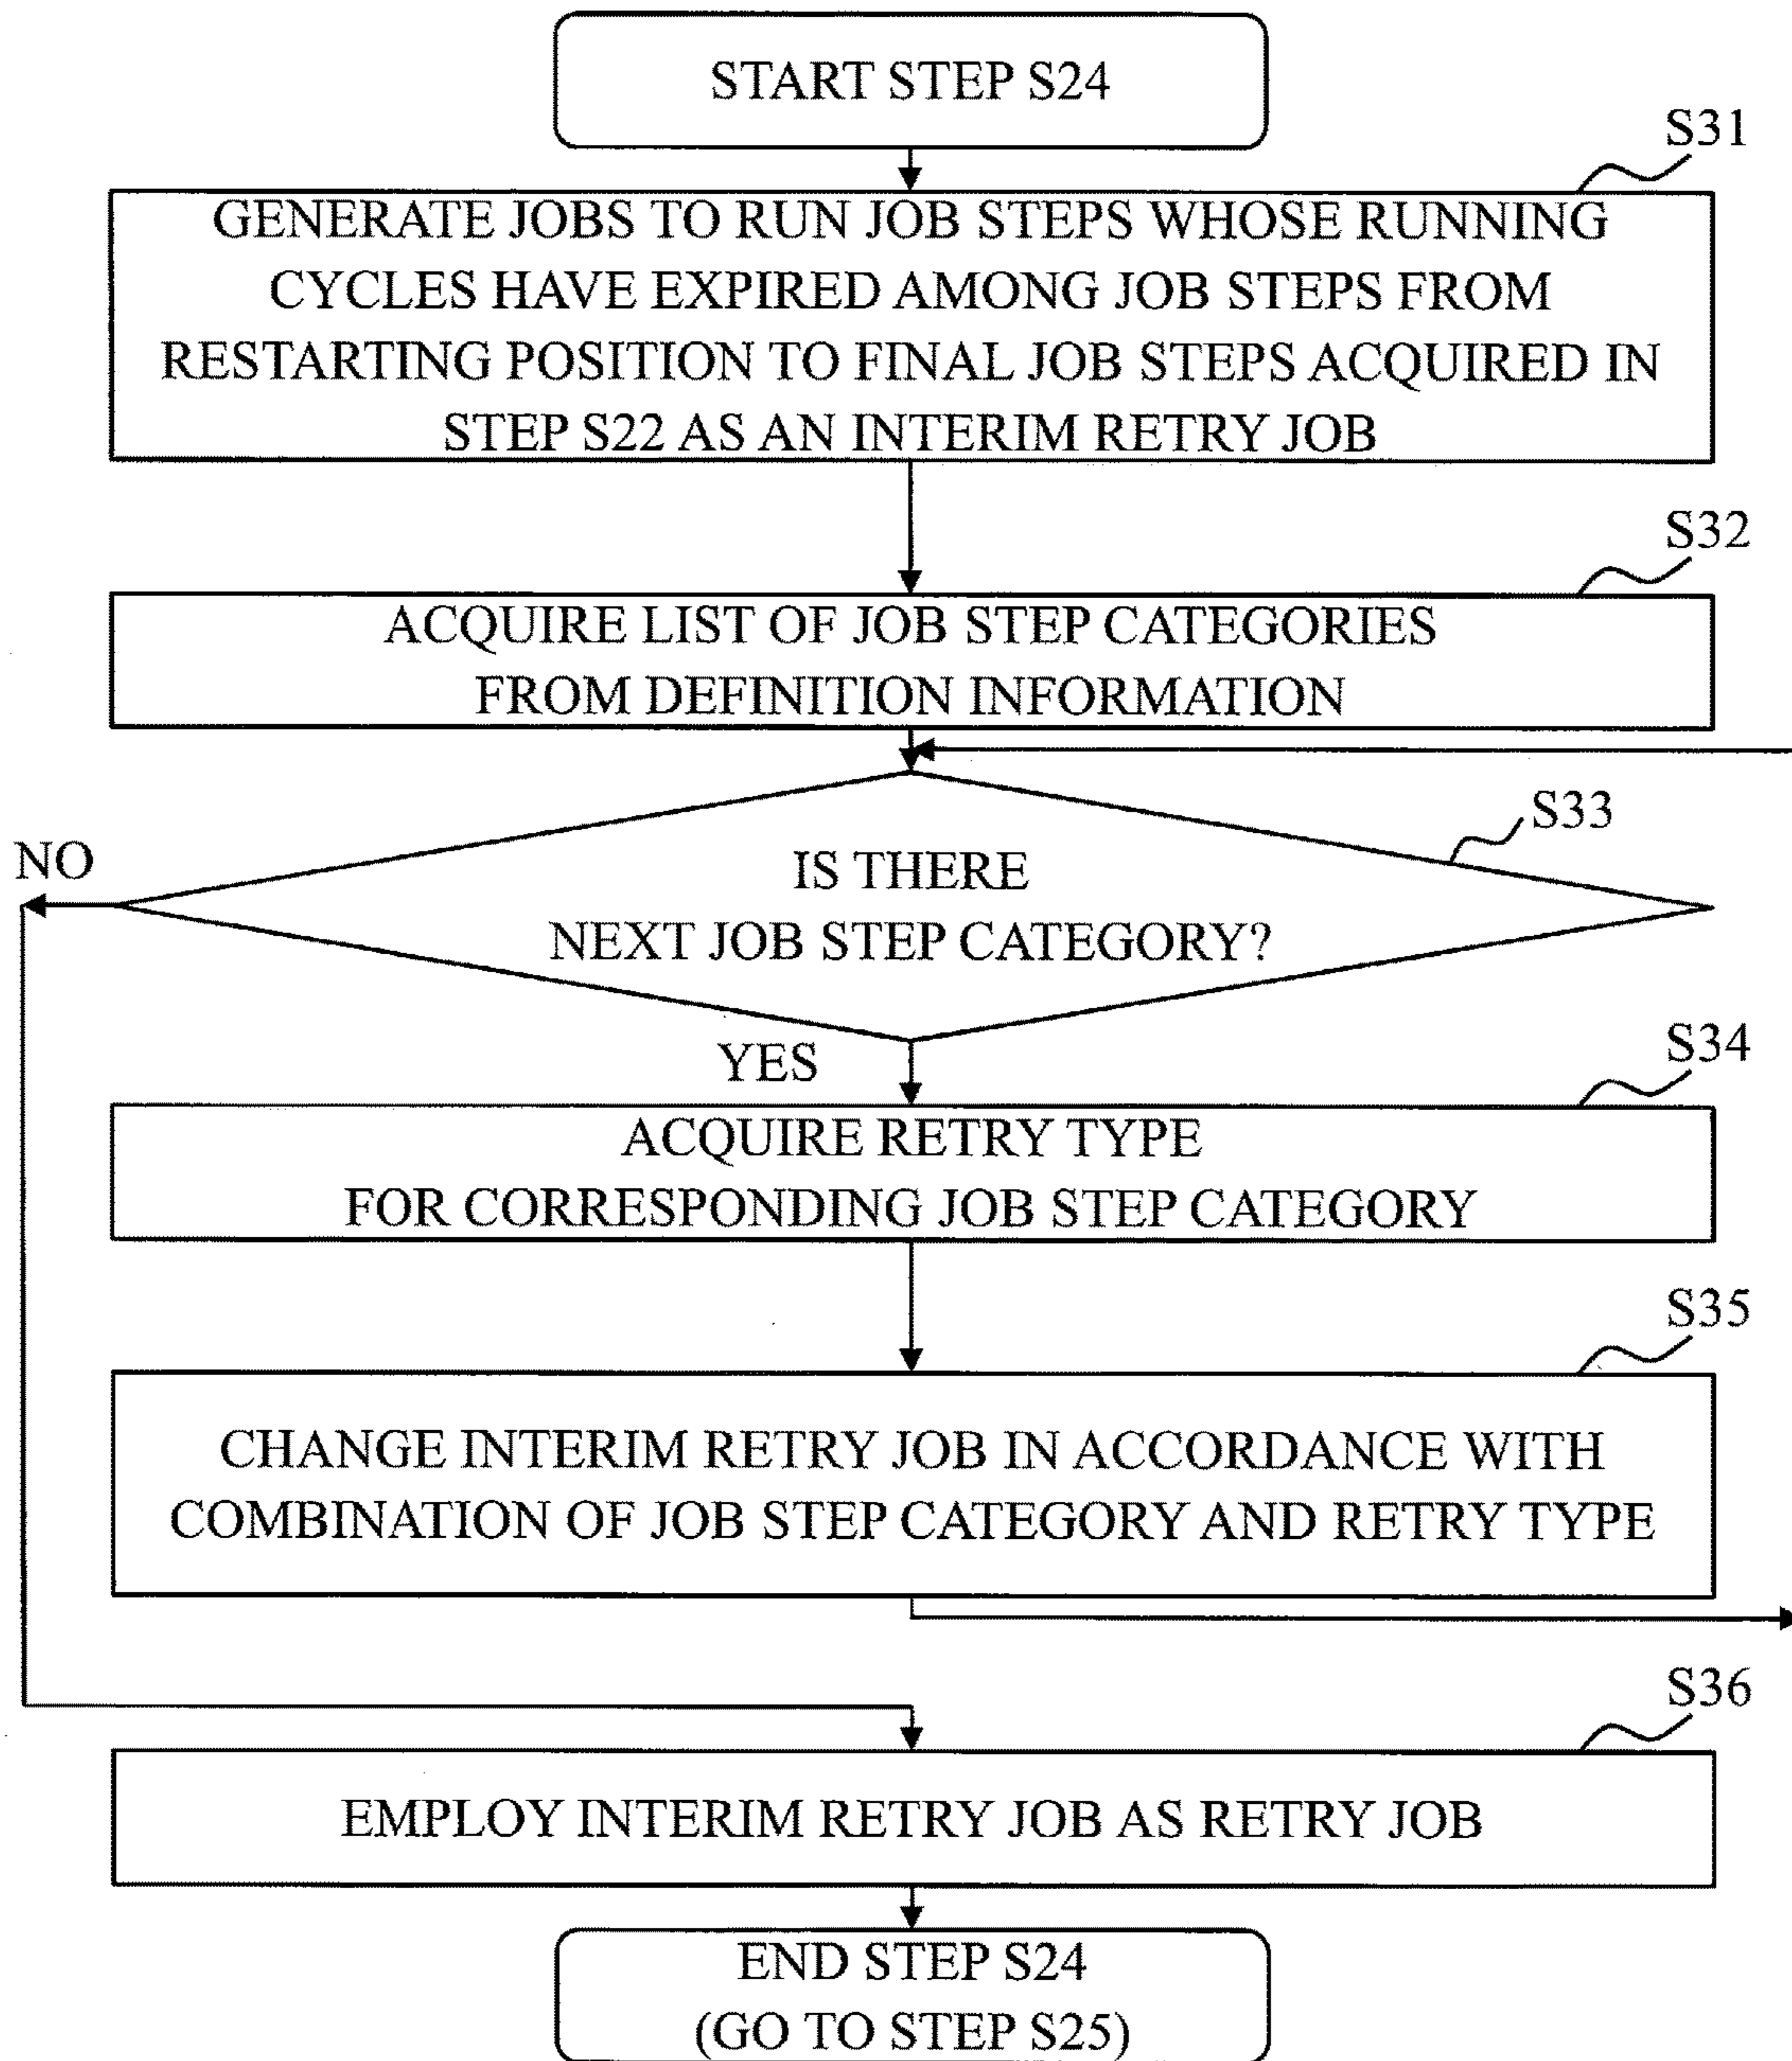 START STEP S24
S31
GENERATE JOBS TO RUN JOB STEPS WHOSE RUNNING
CYCLES HAVE EXPIRED AMONG JOB STEPS FROM
RESTARTING POSITION TO FINAL JOB STEPS ACQUIRED IN
STEP S22 AS AN INTERIM RETRY JOB
S32
ACQUIRE LIST OF JOB STEP CATEGORIES
FROM DEFINITION INFORMATION
S33
NO
IS THERE
NEXT JOB STEP CATEGORY?
YES
S34
ACQUIRE RETRY TYPE
FOR CORRESPONDING JOB STEP CATEGORY
S35
CHANGE INTERIM RETRY JOB IN ACCORDANCE WITH
COMBINATION OF JOB STEP CATEGORY AND RETRY TYPE
S36
EMPLOY INTERIM RETRY JOB AS RETRY JOB
END STEP S24
(GO TO STEP S25)